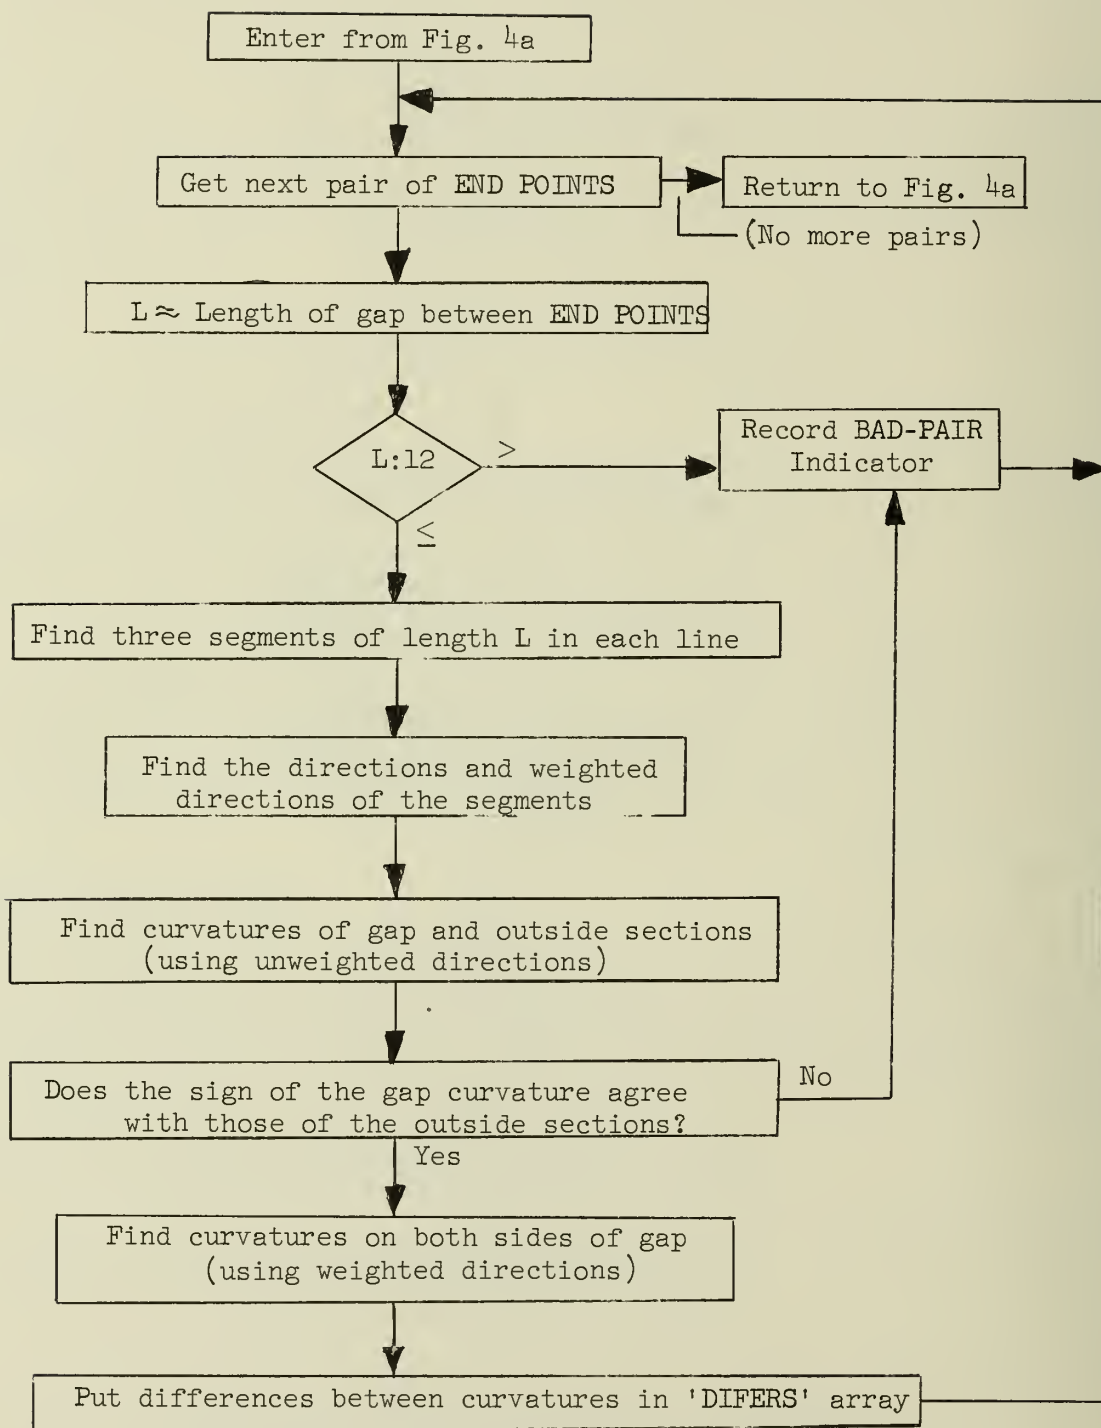 Enter from Fig. 4a
Get next pair of END POINTS
Return to Fig. 4a
(No more pairs)
L ≈ Length of gap between END POINTS
L:12
>
Record BAD-PAIR
Indicator
≤
Find three segments of length L in each line
Find the directions and weighted
directions of the segments
Find curvatures of gap and outside sections
(using unweighted directions)
Does the sign of the gap curvature agree
with those of the outside sections?
No
Yes
Find curvatures on both sides of gap
(using weighted directions)
Put differences between curvatures in 'DIFERS' array